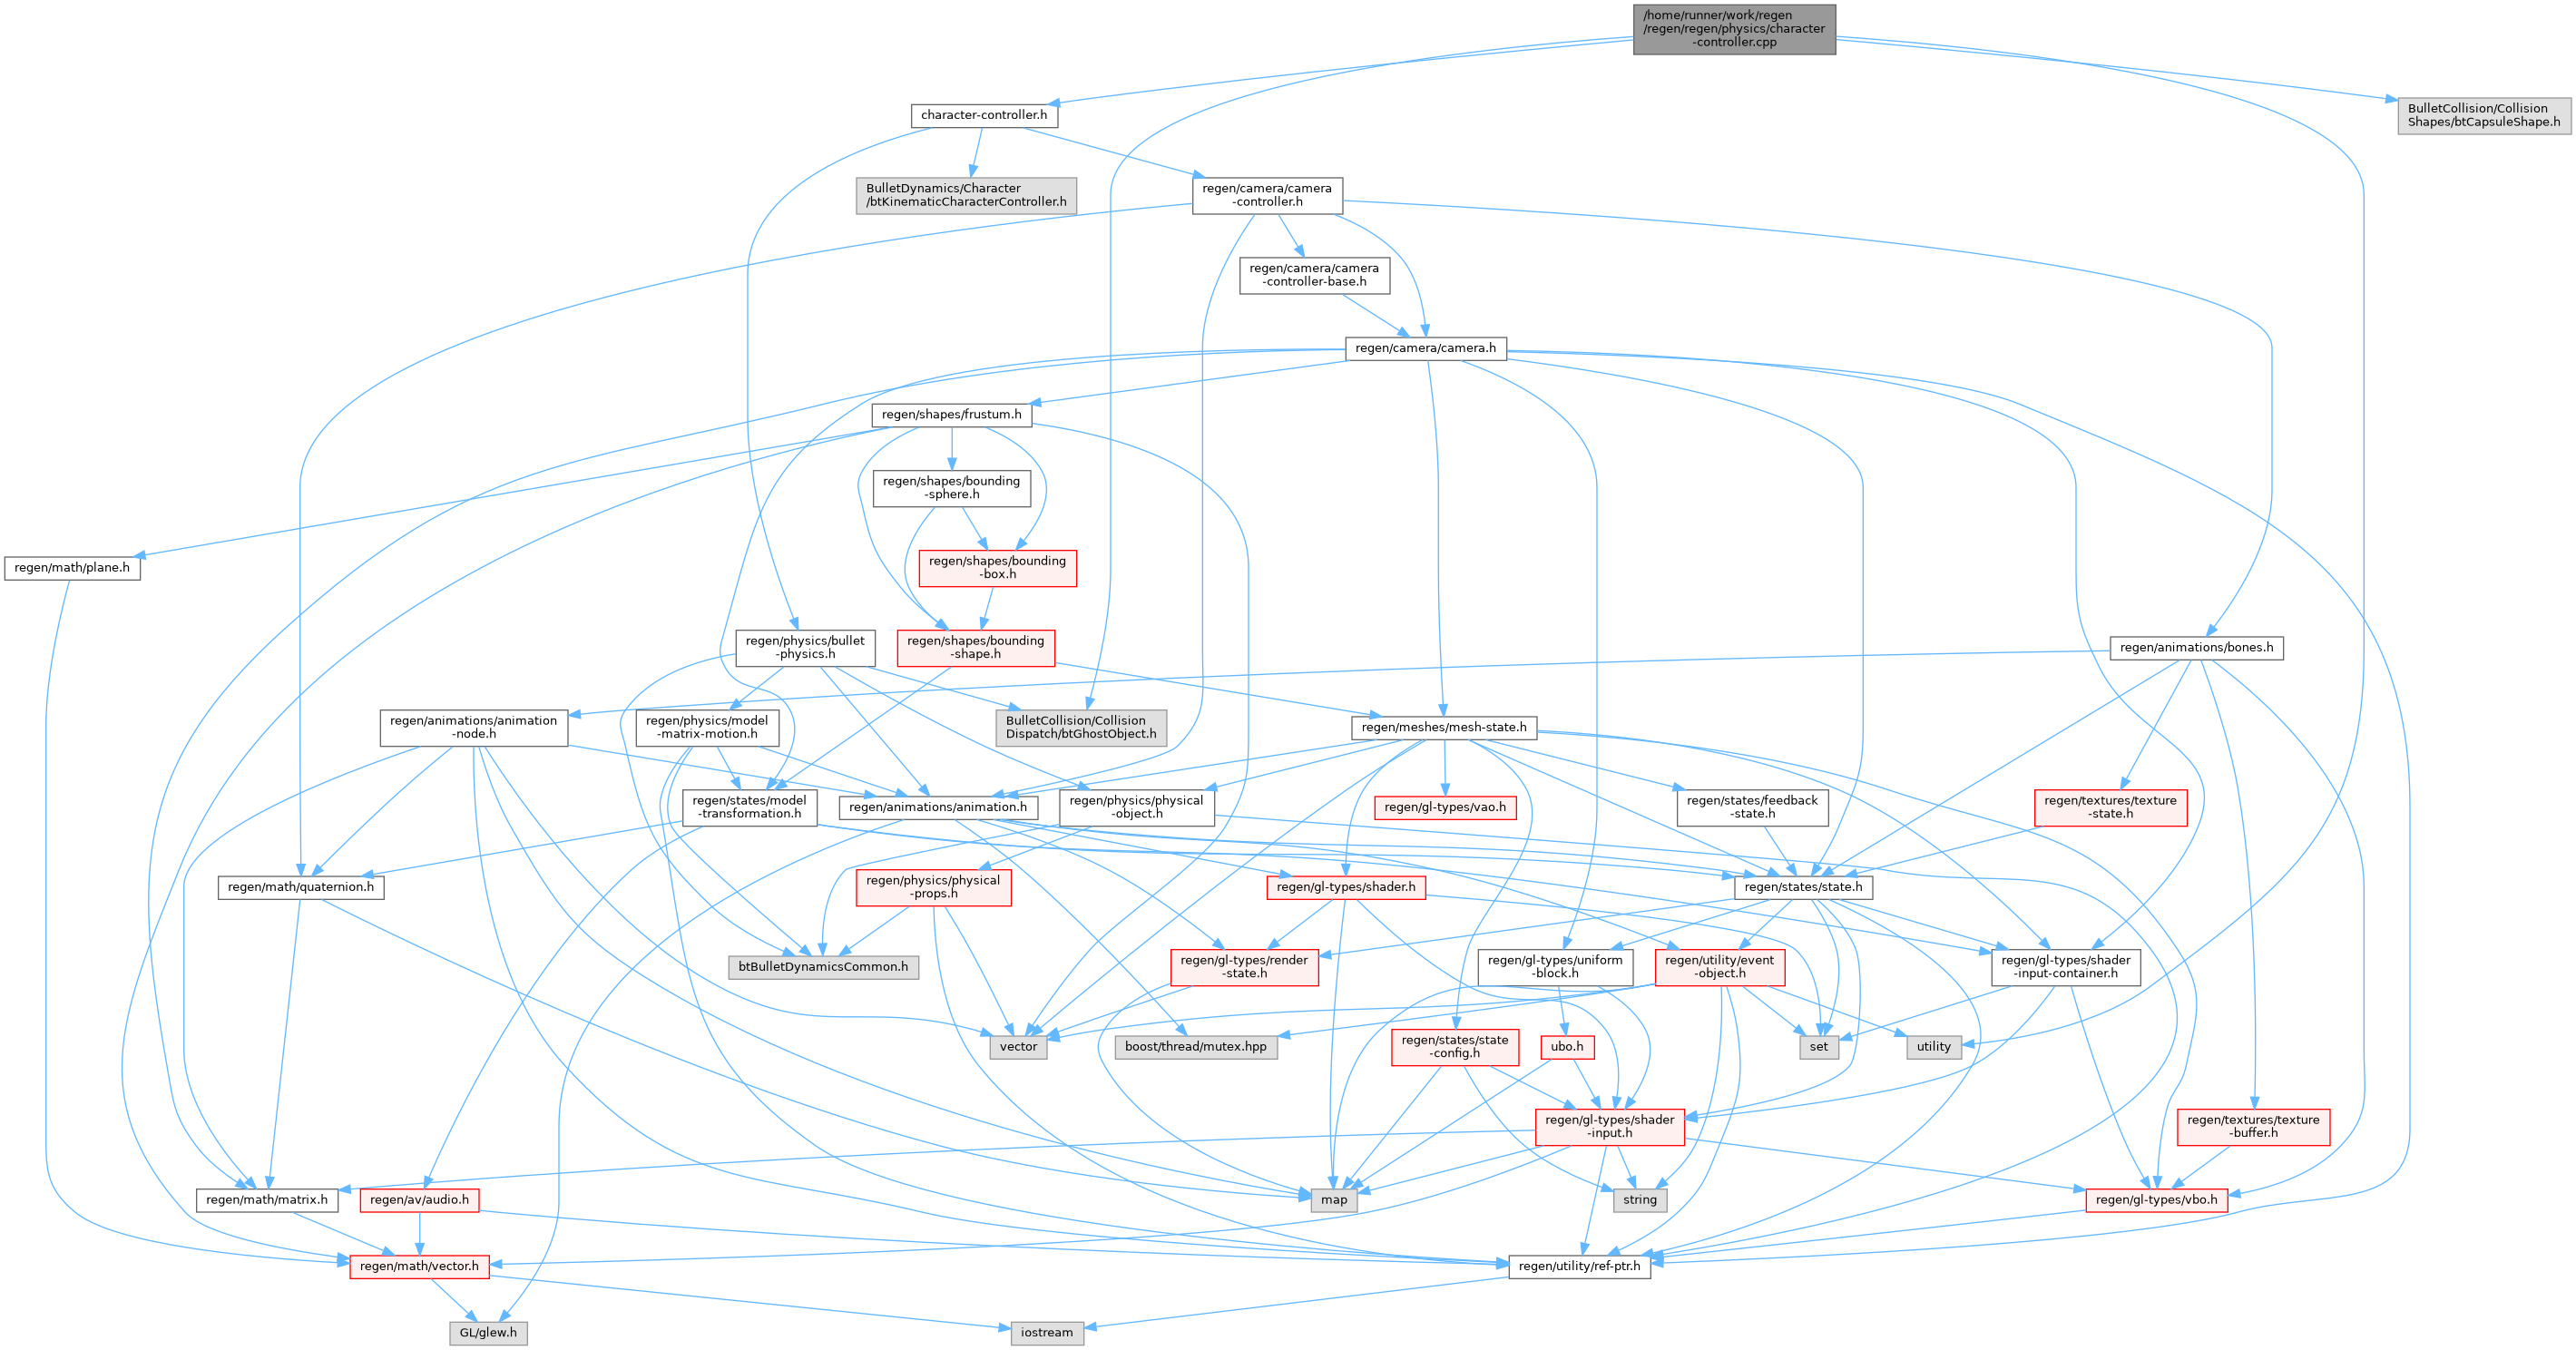 /home/runner/work/regen
/regen/regen/physics/character
-controller.cpp
character-controller.h
BulletCollision/Collision
Shapes/btCapsuleShape.h
BulletDynamics/Character
/btKinematicCharacterController.h
regen/camera/camera
-controller.h
regen/camera/camera
-controller-base.h
regen/camera/camera.h
regen/shapes/frustum.h
regen/shapes/bounding
-sphere.h
regen/math/plane.h
regen/shapes/bounding
-box.h
regen/physics/bullet
-physics.h
regen/shapes/bounding
-shape.h
regen/animations/bones.h
regen/animations/animation
-node.h
regen/physics/model
-matrix-motion.h
BulletCollision/Collision
Dispatch/btGhostObject.h
regen/meshes/mesh-state.h
regen/states/model
-transformation.h
regen/animations/animation.h
regen/physics/physical
-object.h
regen/gl-types/vao.h
regen/states/feedback
-state.h
regen/textures/texture
-state.h
regen/math/quaternion.h
regen/physics/physical
-props.h
regen/gl-types/shader.h
regen/states/state.h
btBulletDynamicsCommon.h
regen/gl-types/render
-state.h
regen/gl-types/uniform
-block.h
regen/utility/event
-object.h
regen/gl-types/shader
-input-container.h
vector
boost/thread/mutex.hpp
regen/states/state
-config.h
ubo.h
set
utility
regen/gl-types/shader
-input.h
regen/textures/texture
-buffer.h
regen/math/matrix.h
regen/av/audio.h
map
string
regen/gl-types/vbo.h
regen/math/vector.h
regen/utility/ref-ptr.h
GL/glew.h
iostream